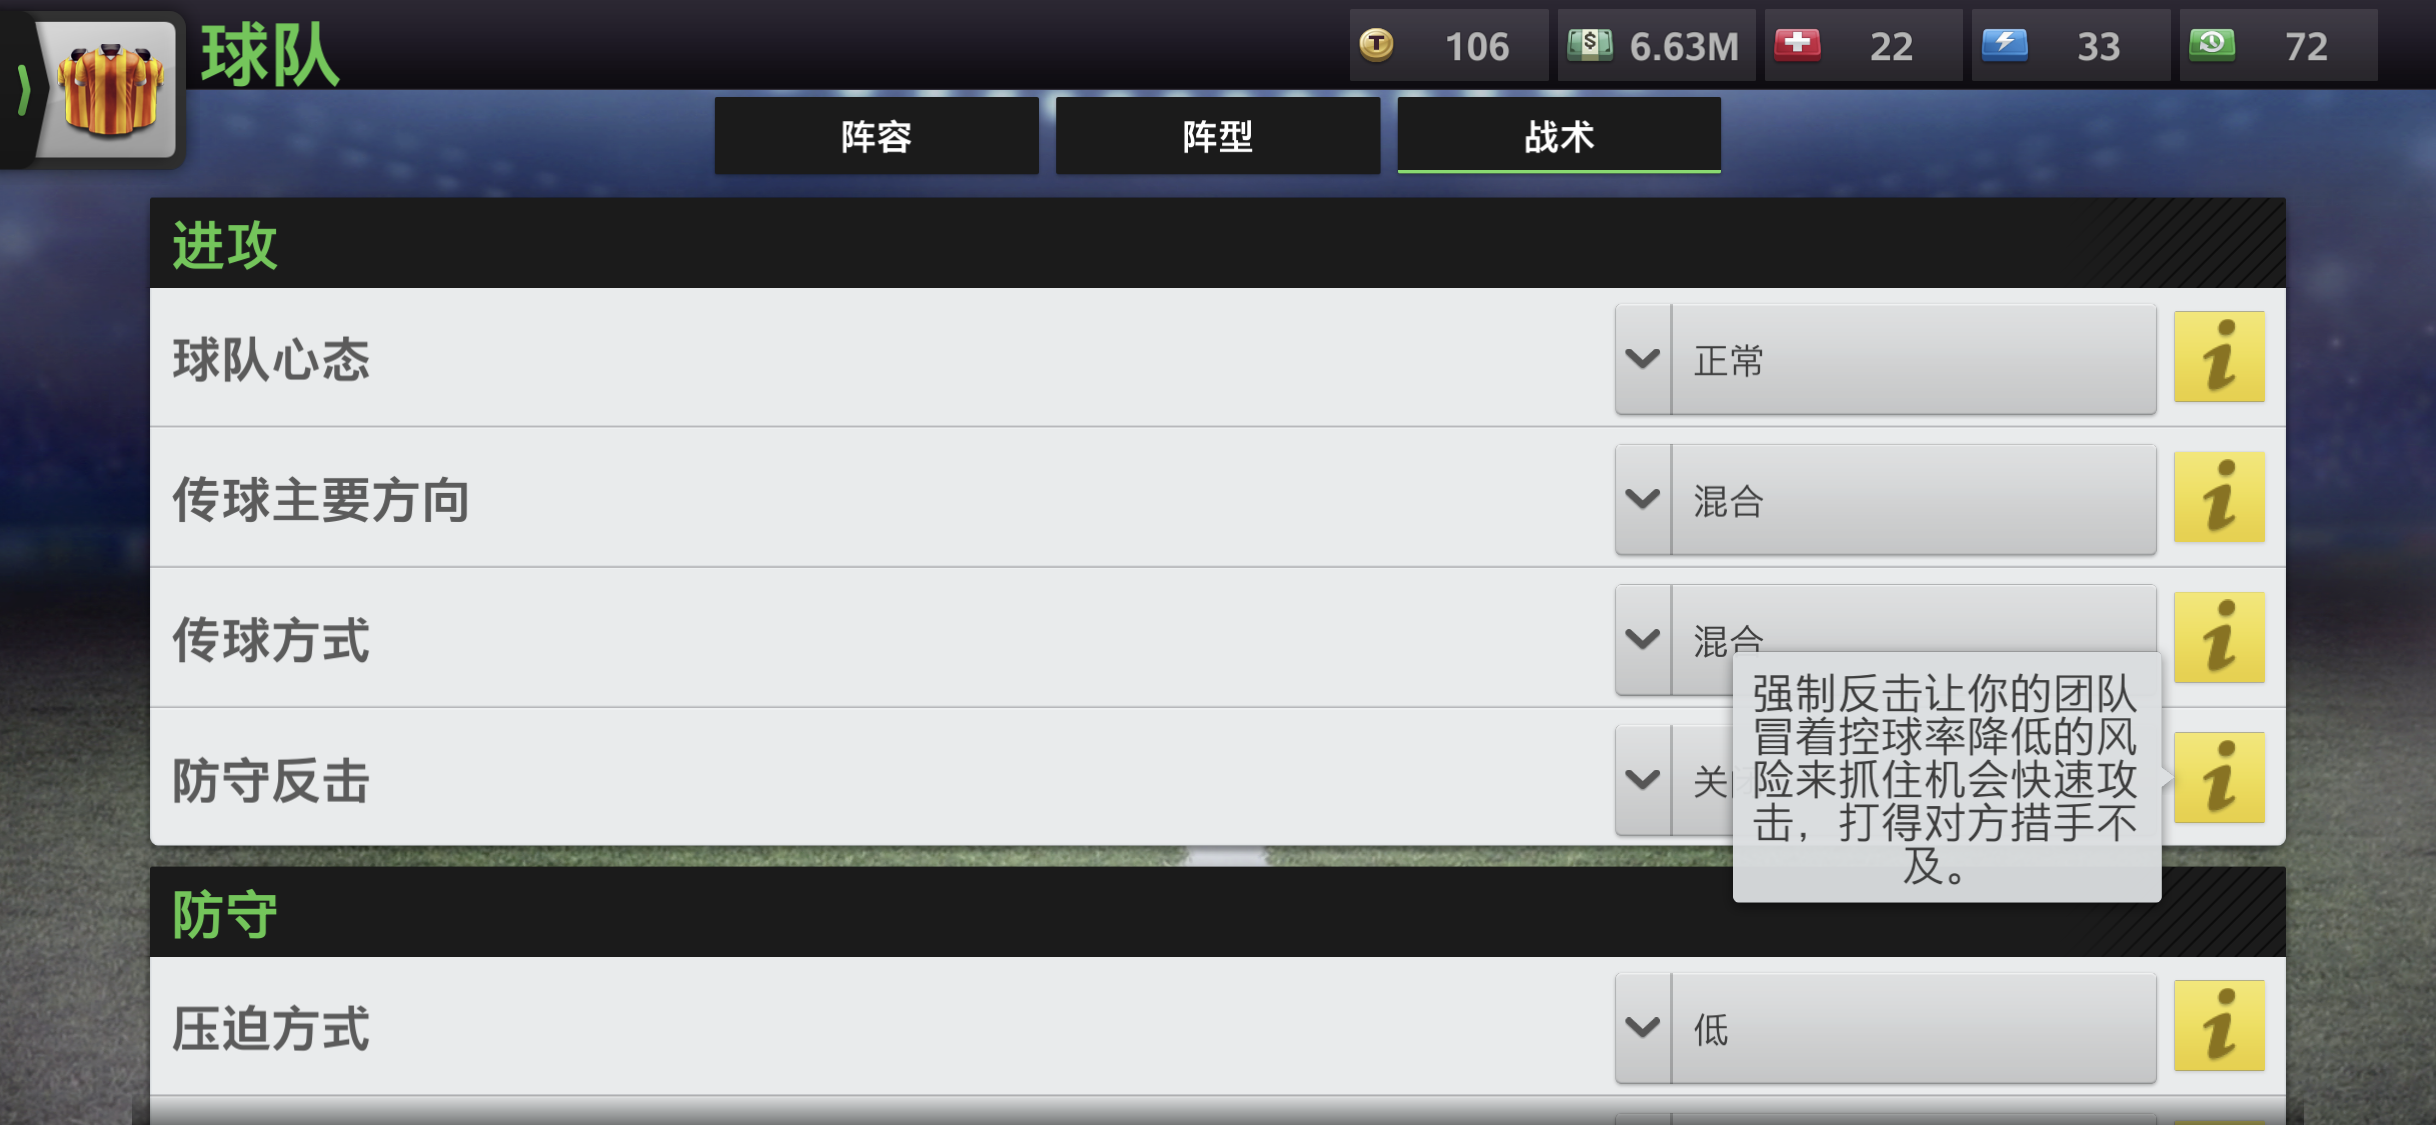 球队
106
6.63M
22
33
72
阵容
阵型
战术
进攻
球队心态
正常
传球主要方向
混合
传球方式
混合
防守反击
关闭
强制反击让你的团队
冒着控球率降低的风
险来抓住机会快速攻
击，打得对方措手不
及。
防守
压迫方式
低